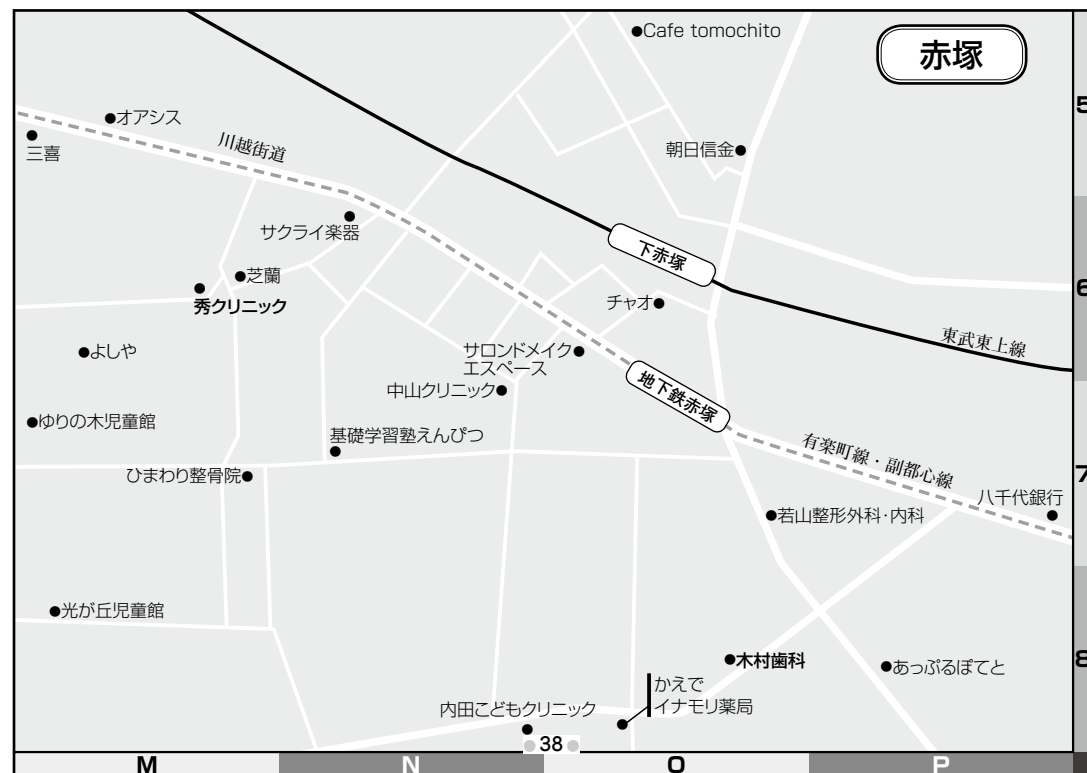 Cafe tomochito
赤塚
5
オアシス
三喜
川越街道
朝日信金
サクライ楽器
下赤塚
芝蘭
秀クリニック
チャオ
6
東武東上線
よしや
サロンドメイク
エスペース
中山クリニック
地下鉄赤塚
ゆりの木児童館
基礎学習塾えんぴつ
有楽町線・副都心線
ひまわり整骨院
7
八千代銀行
若山整形外科・内科
光が丘児童館
木村歯科
あっぷるぽてと
8
かえで
イナモリ薬局
内田こどもクリニック
38
M N O P